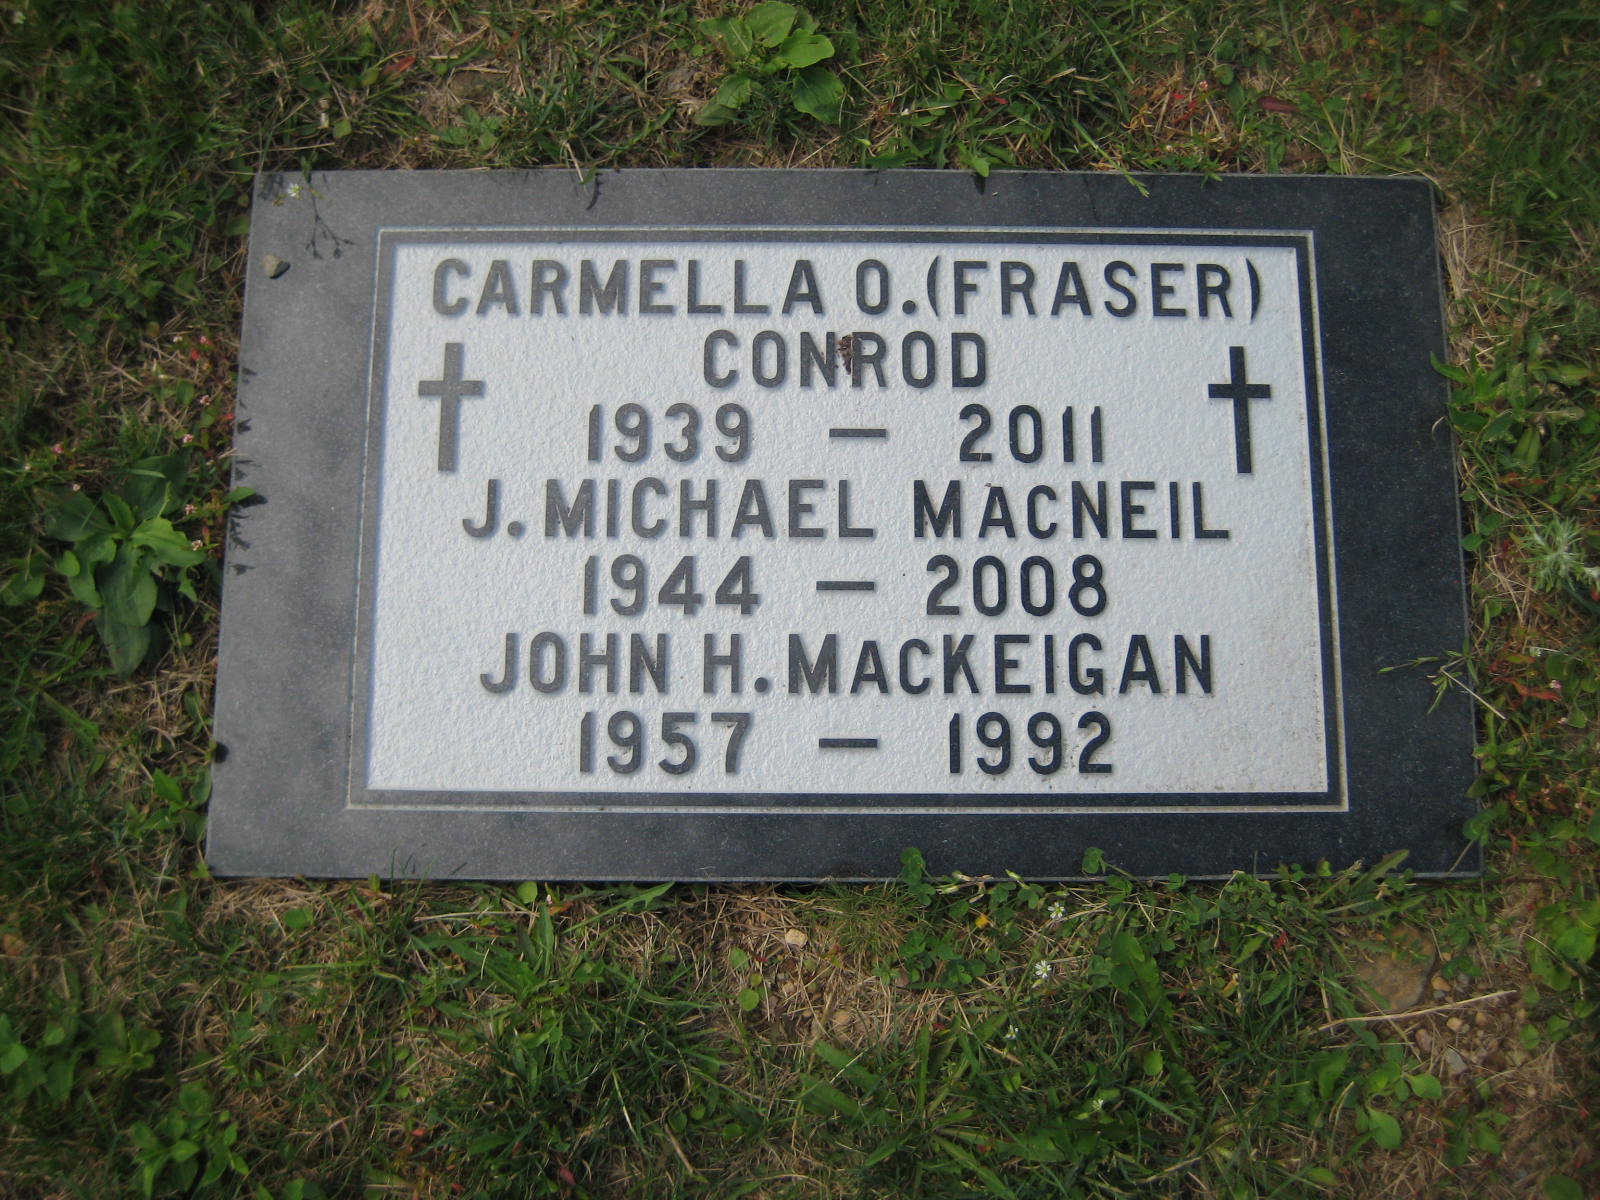 CARMELLA O. (FRASER)
CONROD
1939 — 2011
J. MICHAEL MACNEIL
1944 — 2008
JOHN H. MACKEIGAN
1957 — 1992